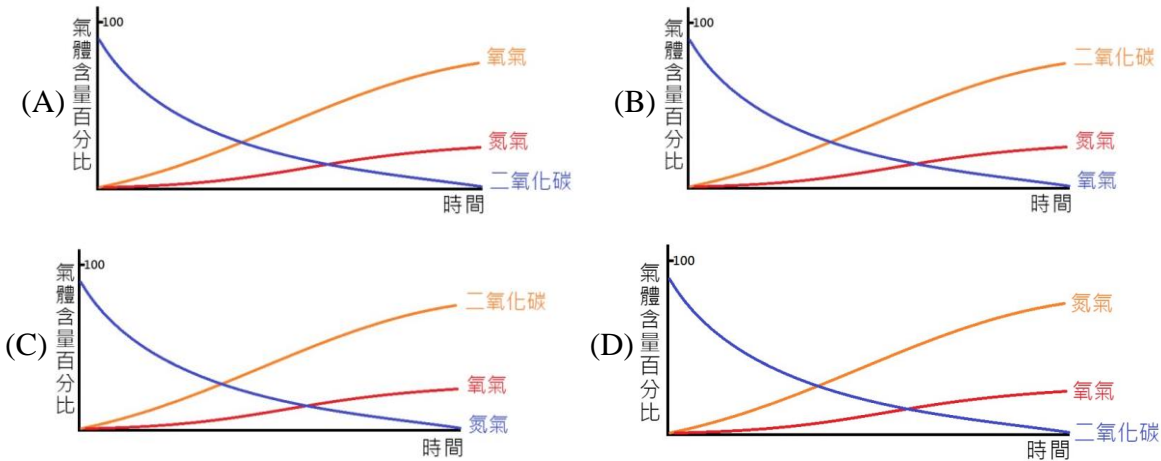 (A)
氣體含量百分比
100
氧氣
氮氣
二氧化碳
時間
(B)
氣體含量百分比
100
二氧化碳
氮氣
氧氣
時間
(C)
氣體含量百分比
100
二氧化碳
氧氣
氮氣
時間
(D)
氣體含量百分比
100
氮氣
氧氣
二氧化碳
時間